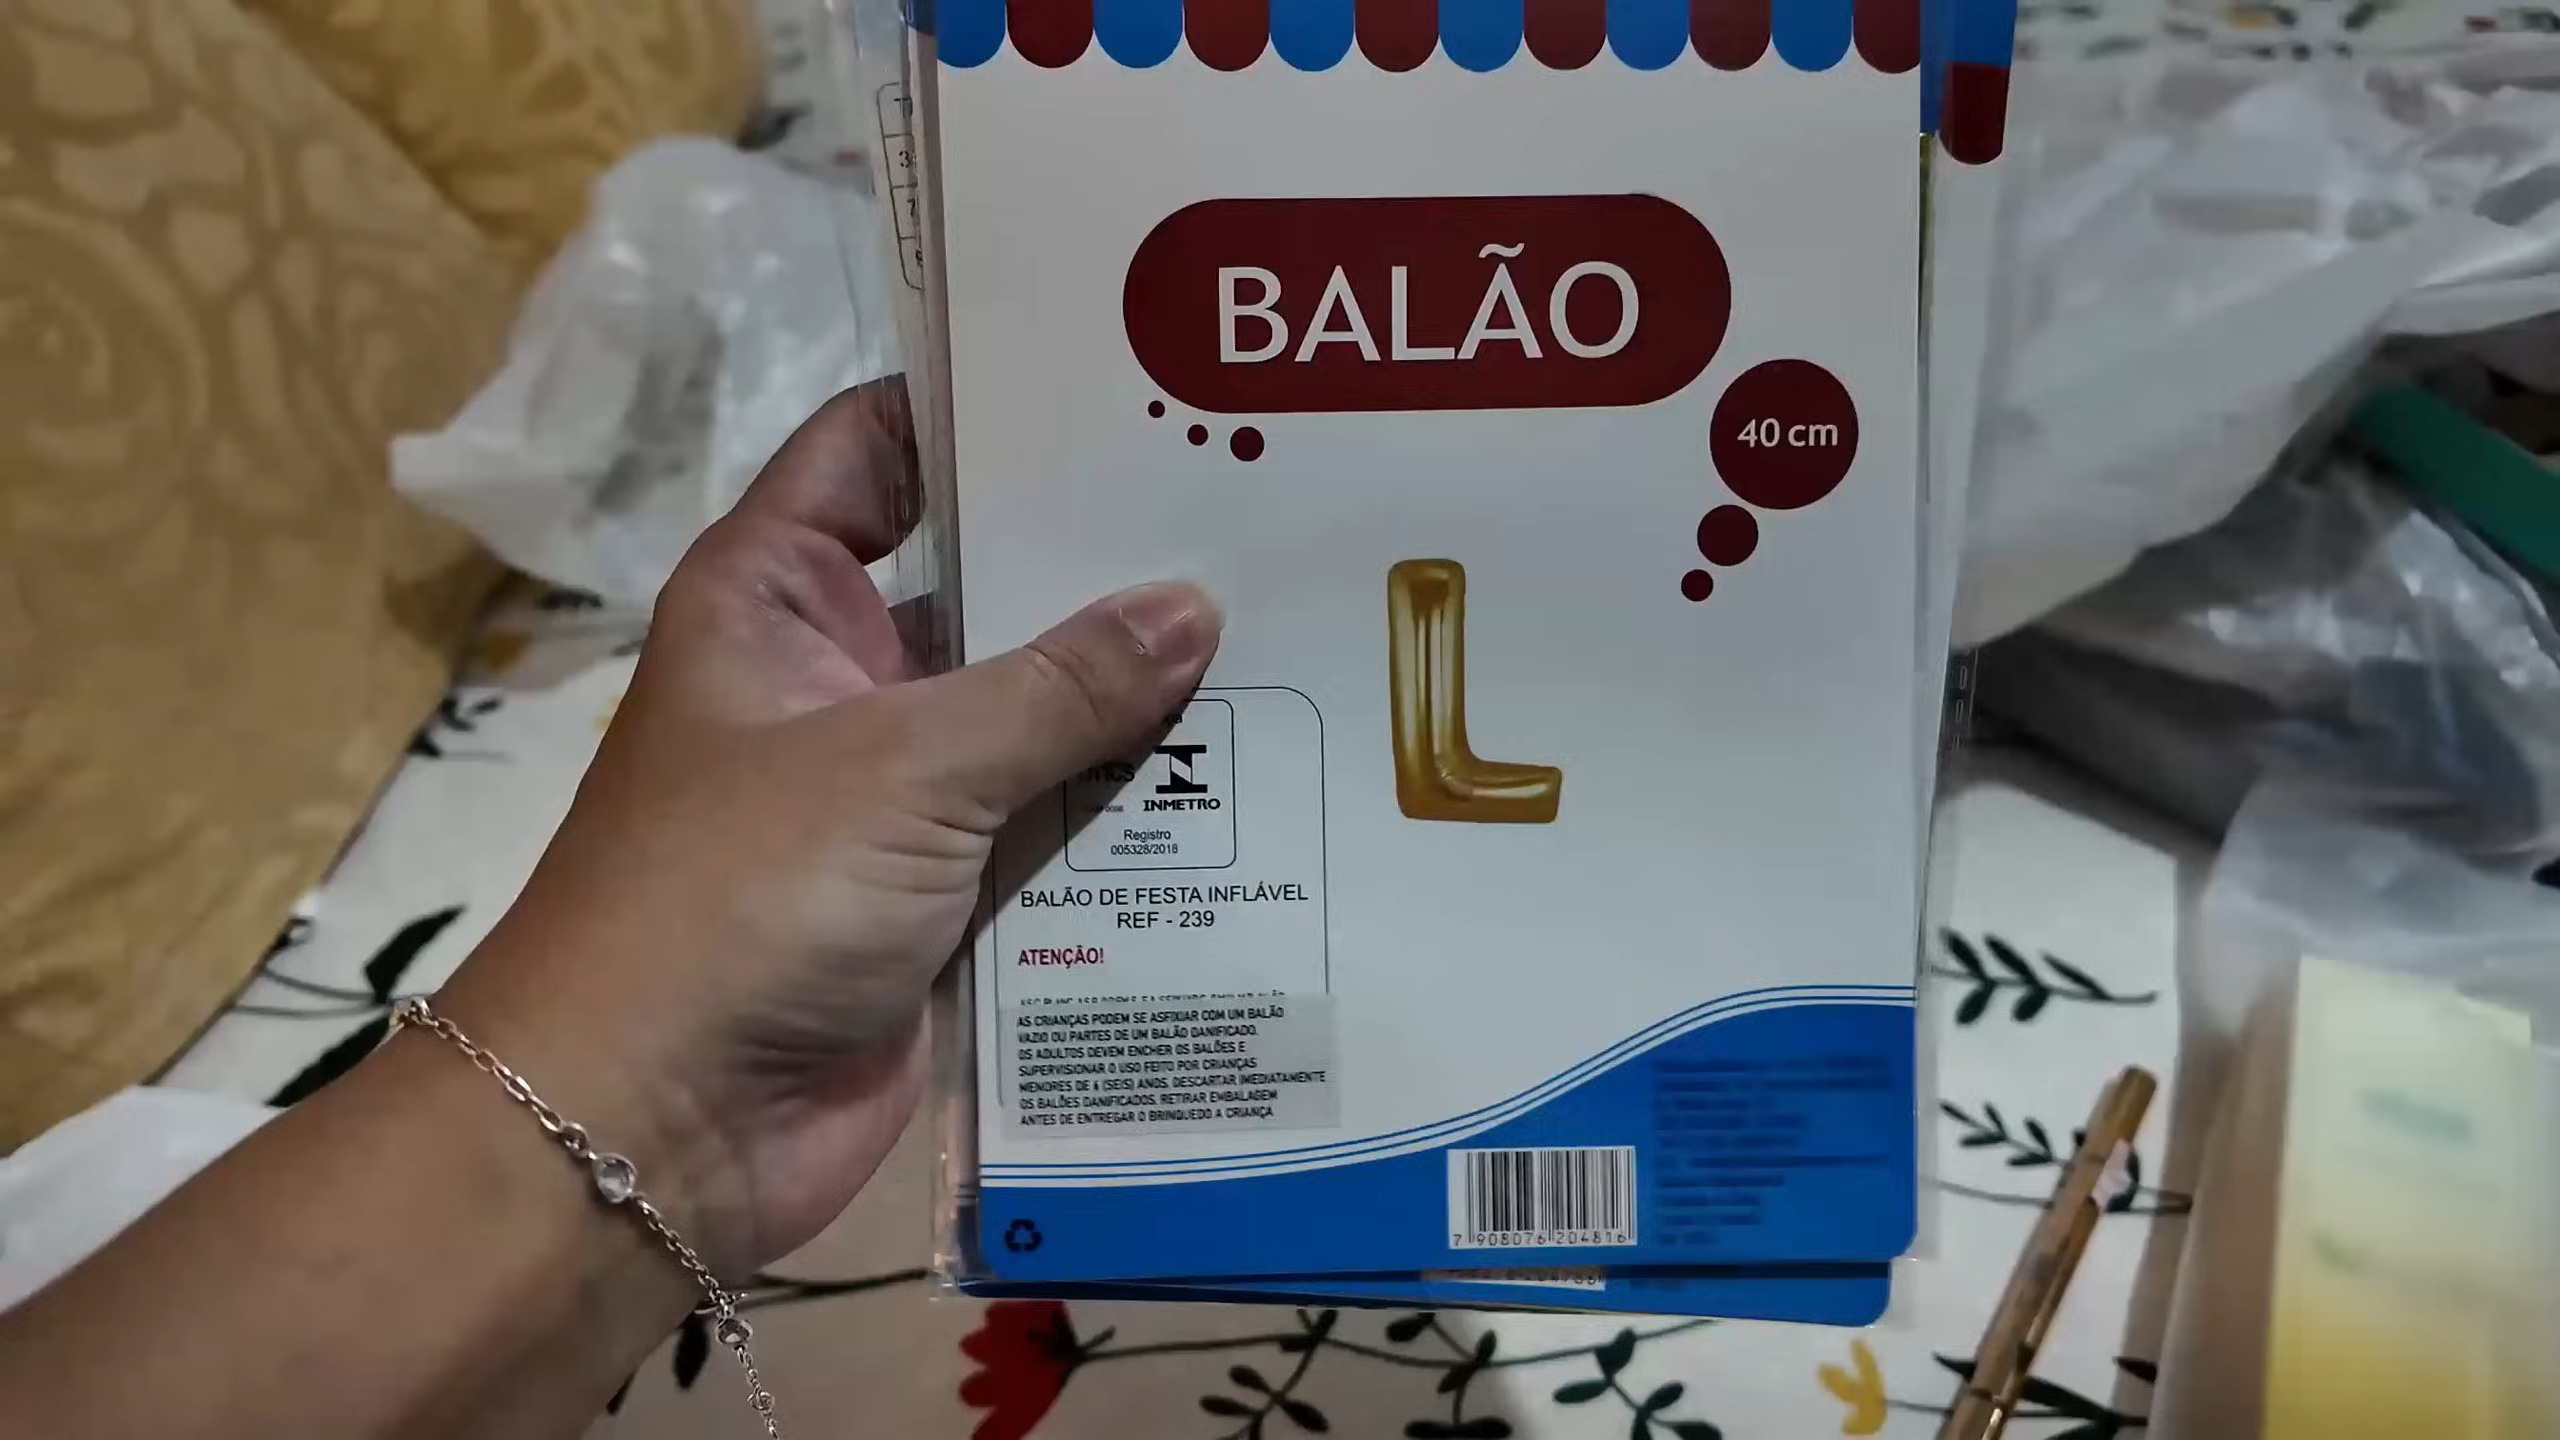 BALÃO
40 cm
L
INMETRO
Registro
005328/2018
BALÃO DE FESTA INFLÁVEL
REF - 239
ATENÇÃO!
AS CRIANÇAS PODEM SE ASFIXIAR COM UM BALÃO
VAZIO OU PARTES DE UM BALÃO DANIFICADO.
OS ADULTOS DEVEM ENCHER OS BALÕES E
SUPERVISIONAR O USO FEITO POR CRIANÇAS
MENORES DE 6 (SEIS) ANOS. DESCARTAR IMEDIATAMENTE
OS BALÕES DANIFICADOS. RETIRAR EMBALAGEM
ANTES DE ENTREGAR O BRINQUEDO A CRIANÇA
7 908076 204816